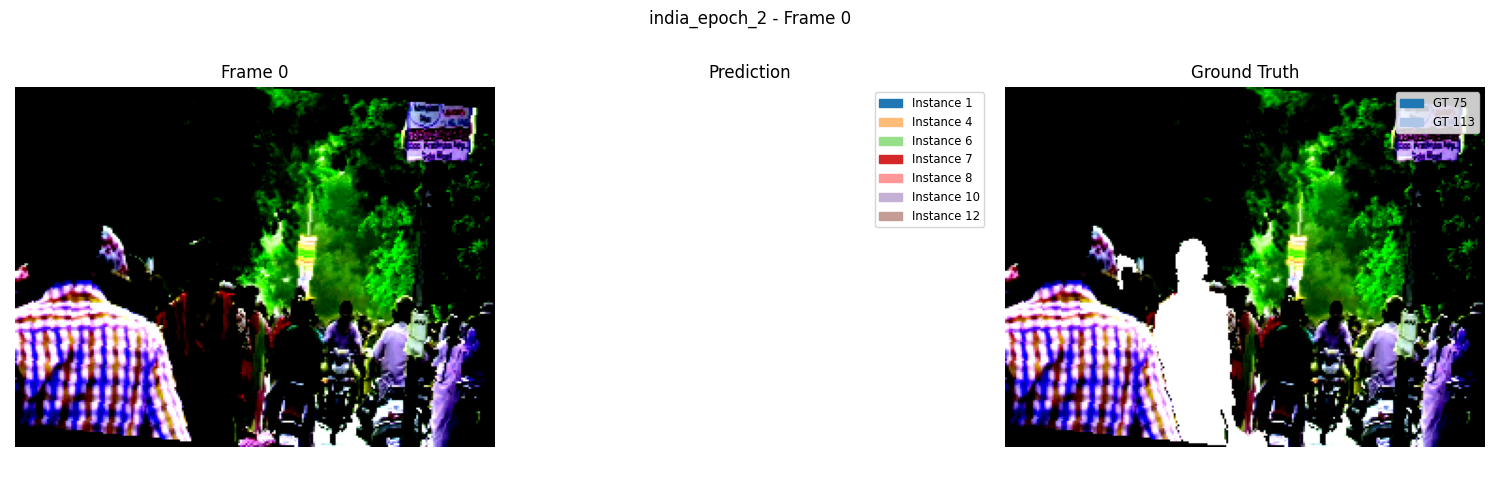 india_epoch_2 - Frame 0
Frame 0
Prediction
Ground Truth
Instance 1
Instance 4
Instance 6
Instance 7
Instance 8
Instance 10
Instance 12
GT 75
GT 113